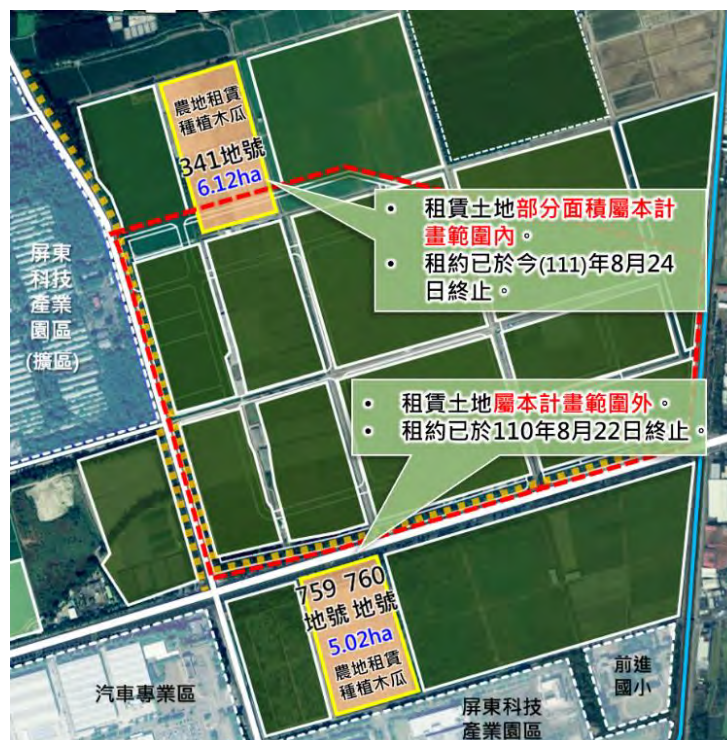 農地租賃
種植木瓜
341地號
6.12ha
• 租賃土地部分面積屬本計
畫範圍內。
• 租約已於今(111)年8月24
日終止。
屏東
科技
產業
園區
(擴區)
• 租賃土地屬本計畫範圍外。
• 租約已於110年8月22日終止。
759 760
地號 地號
5.02ha
農地租賃
種植木瓜
汽車專業區
屏東科技
產業園區
前進
國小